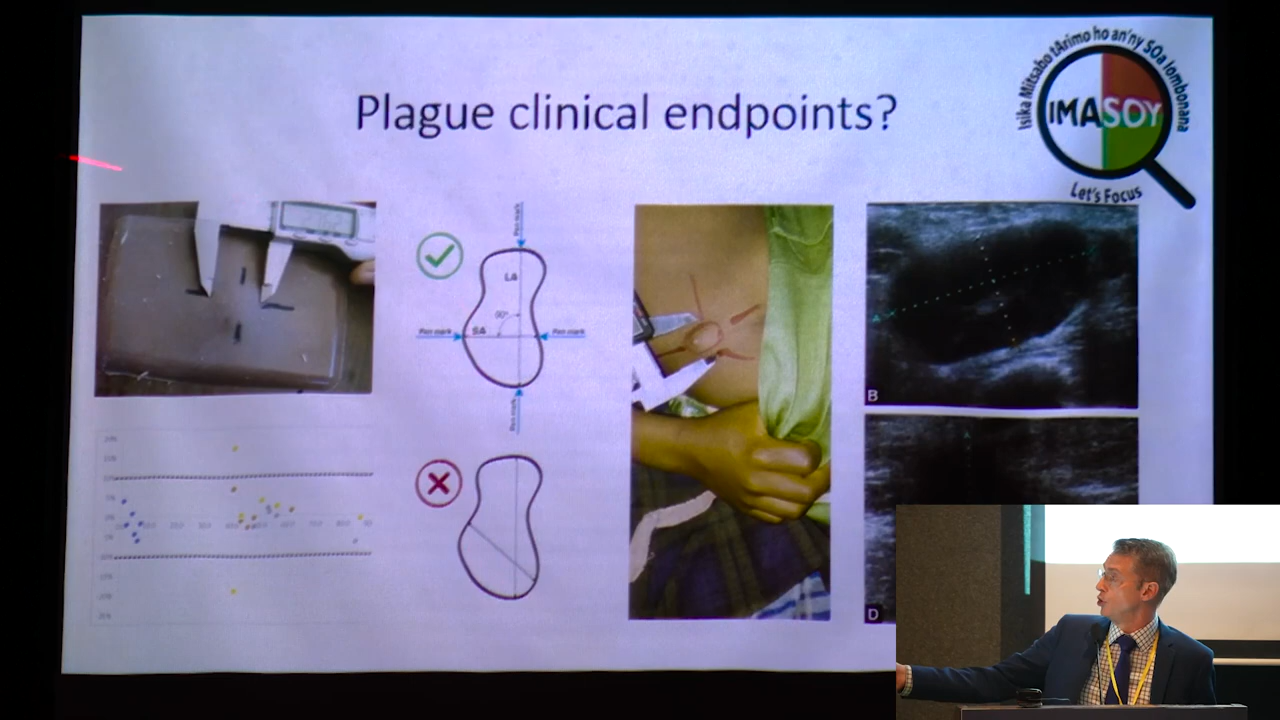 Plague clinical endpoints?
Isika Mitsabo tArimo ho an'ny SOa Iombonana
IMASOY
Let's Focus
Pen mark
LA
90°
SA
Pen mark
Pen mark
Pen mark
B
D